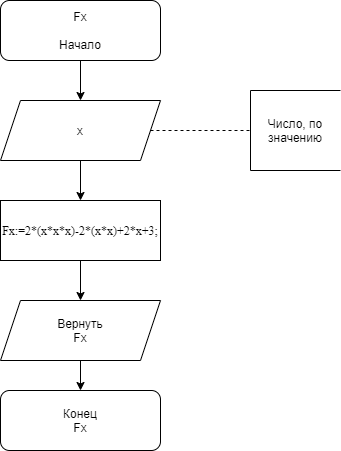 Fx
Начало
x
Число, по
значению
Fx:=2*(x*x*x)-2*(x*x)+2*x+3;
Вернуть
Fx
Конец
Fx